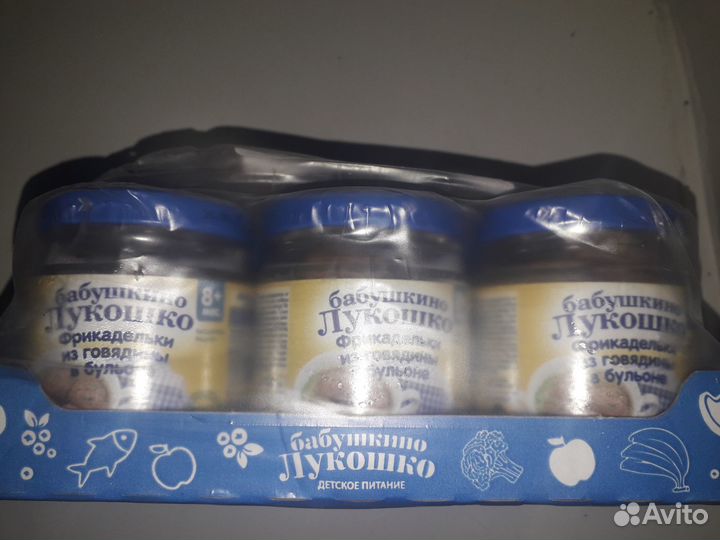 бабушкино
Лукошко
Фрикадельки
из говядины
в бульоне
8+
мес.
бабушкино
Лукошко
Фрикадельки
из говядины
в бульоне
бабушкино
Лукошко
Фрикадельки
из говядины
в бульоне
бабушкино
Лукошко
ДЕТСКОЕ ПИТАНИЕ
Avito